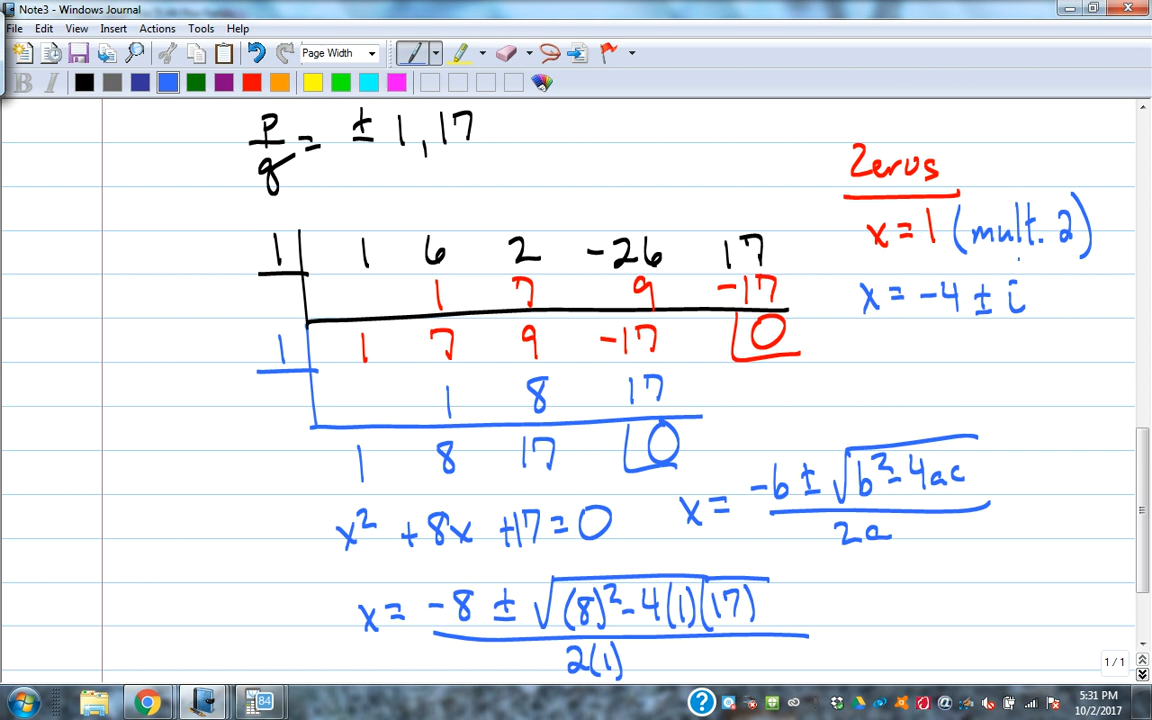 Note3 - Windows Journal
File Edit View Insert Actions Tools Help
Page Width
B I
p/q = ± 1, 17
Zeros
x = 1 (mult. 2)
x = -4 ± i
1 | 1 6 2 -26 17
1 7 9 -17
1 | 1 7 9 -17 0
1 8 17
1 8 17 0
x² + 8x + 17 = 0
x = -b ± √b² - 4ac / 2a
x = -8 ± √(8)² - 4(1)(17) / 2(1)
1 / 1
84
5:31 PM
10/2/2017